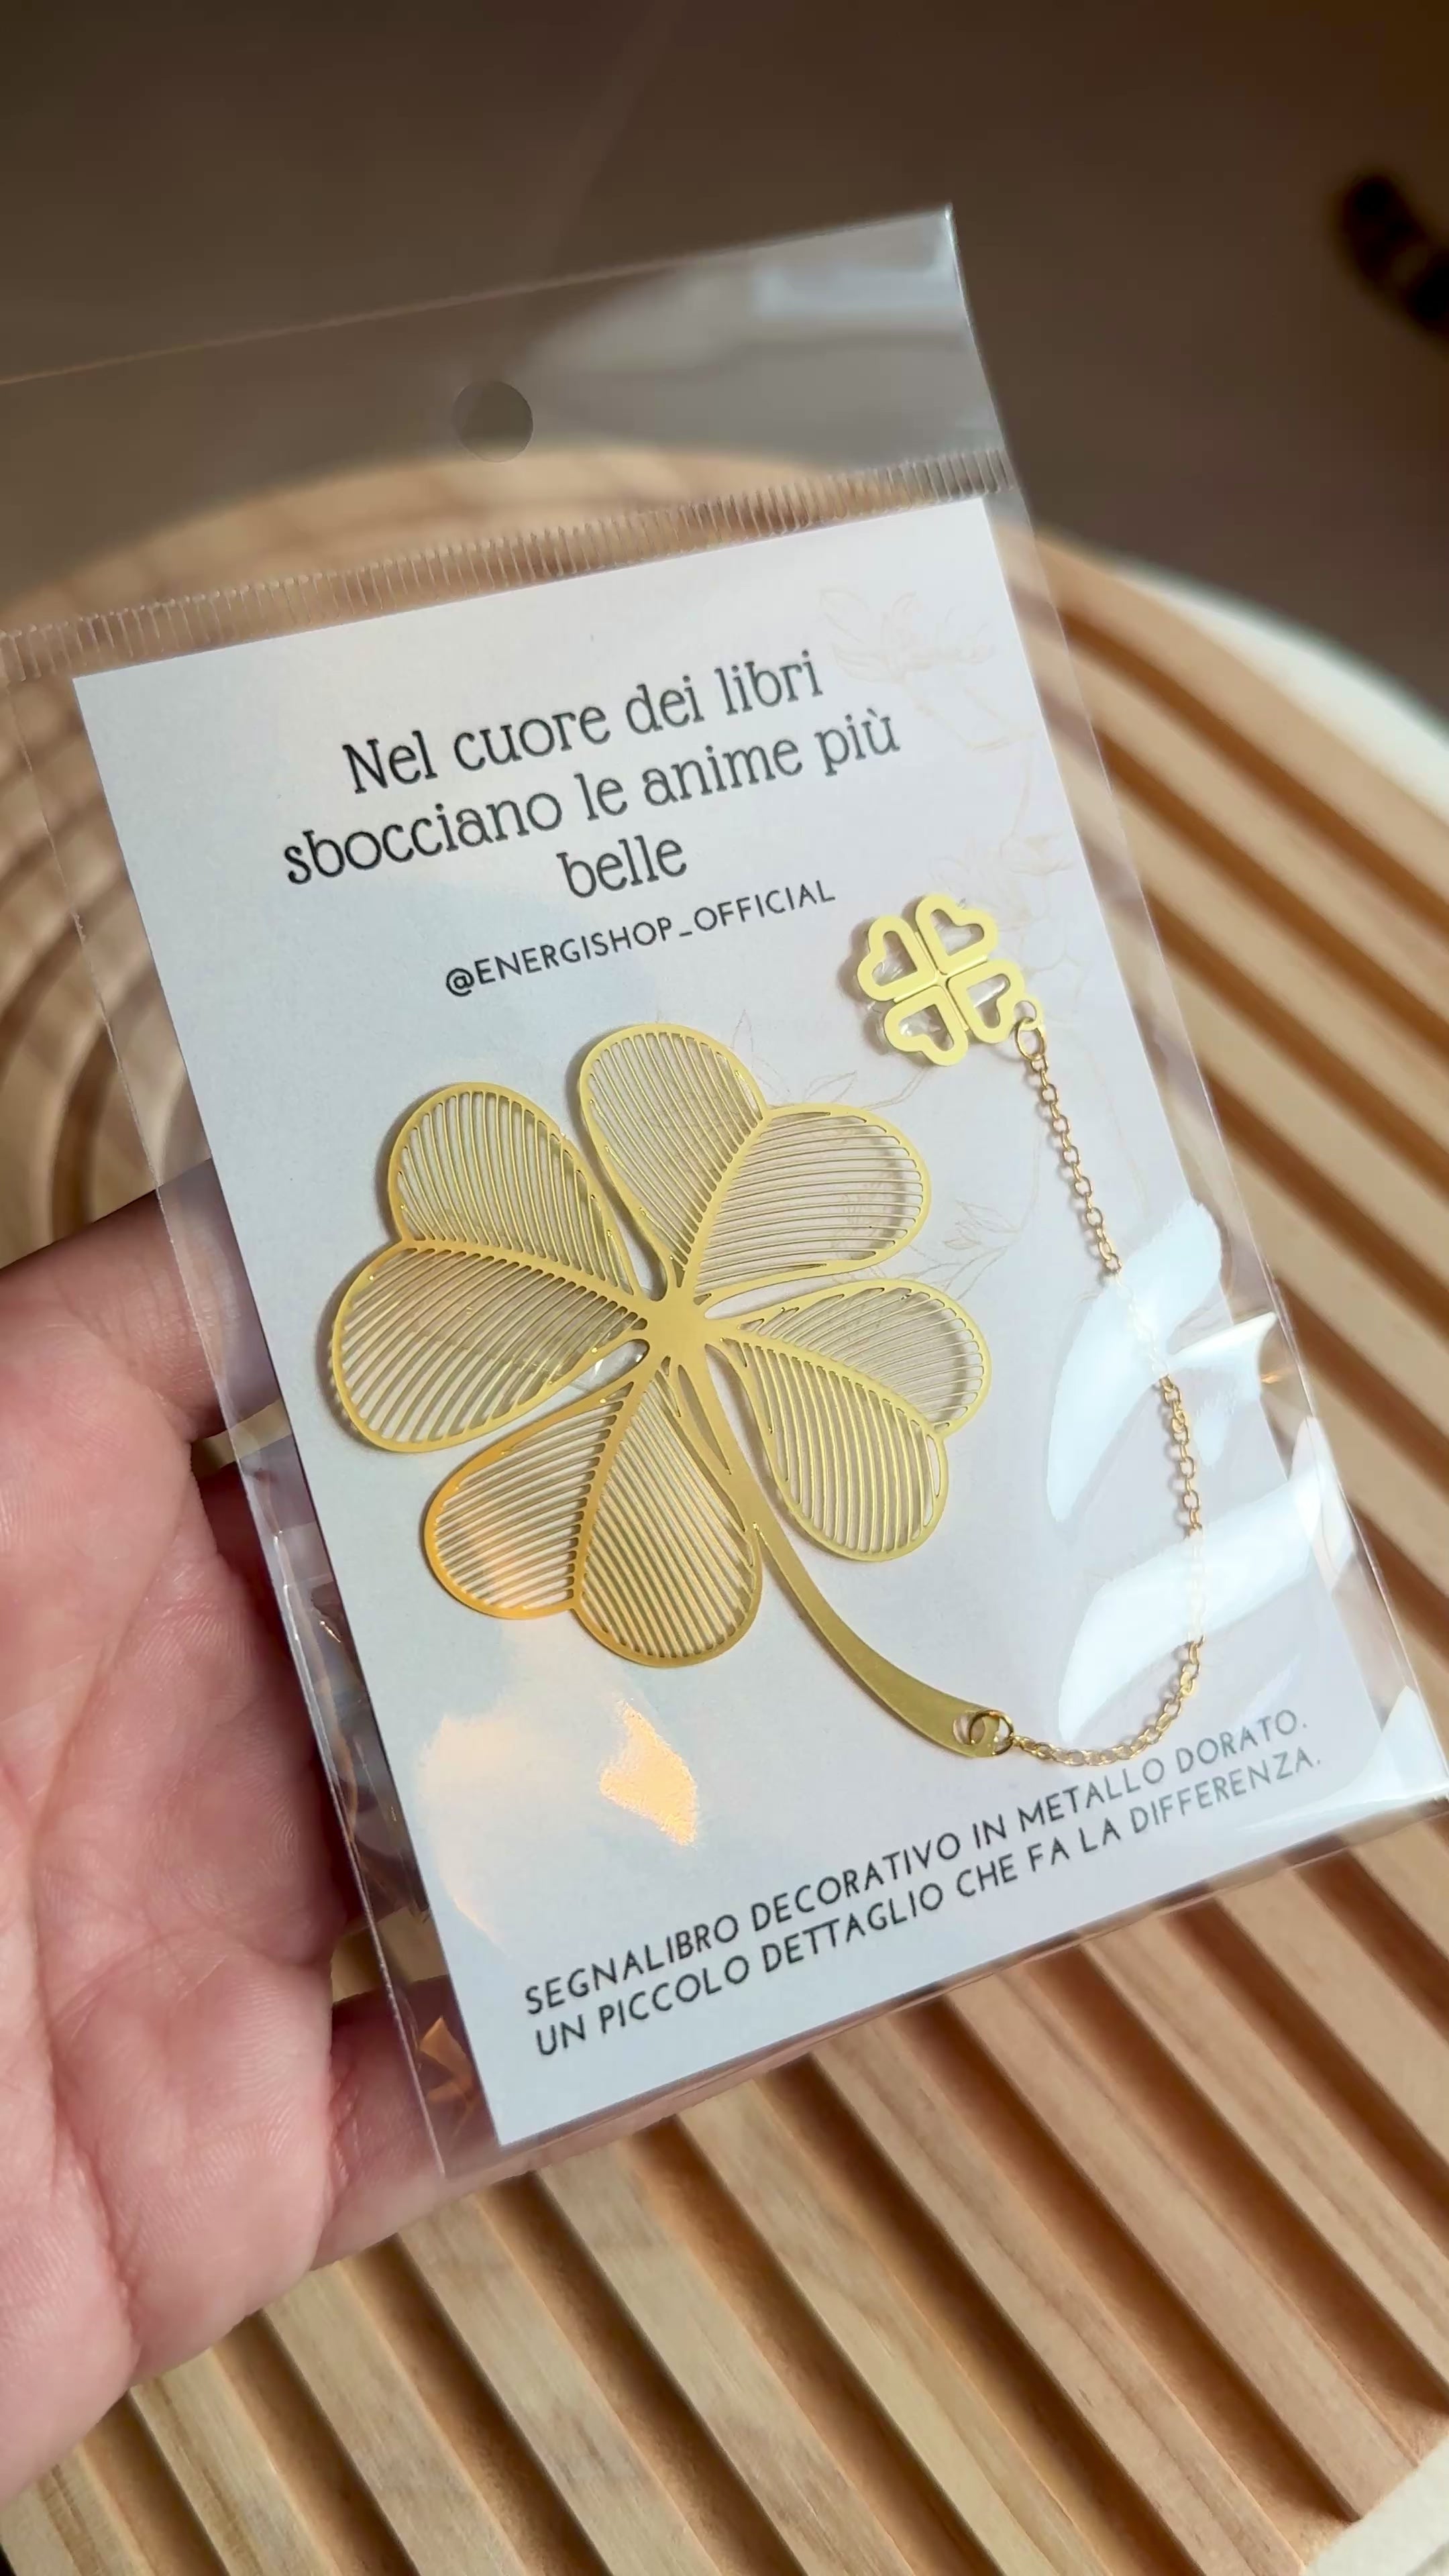 Nel cuore dei libri
sbocciano le anime più
belle
@ENERGISHOP_OFFICIAL
SEGNALIBRO DECORATIVO IN METALLO DORATO.
UN PICCOLO DETTAGLIO CHE FA LA DIFFERENZA.